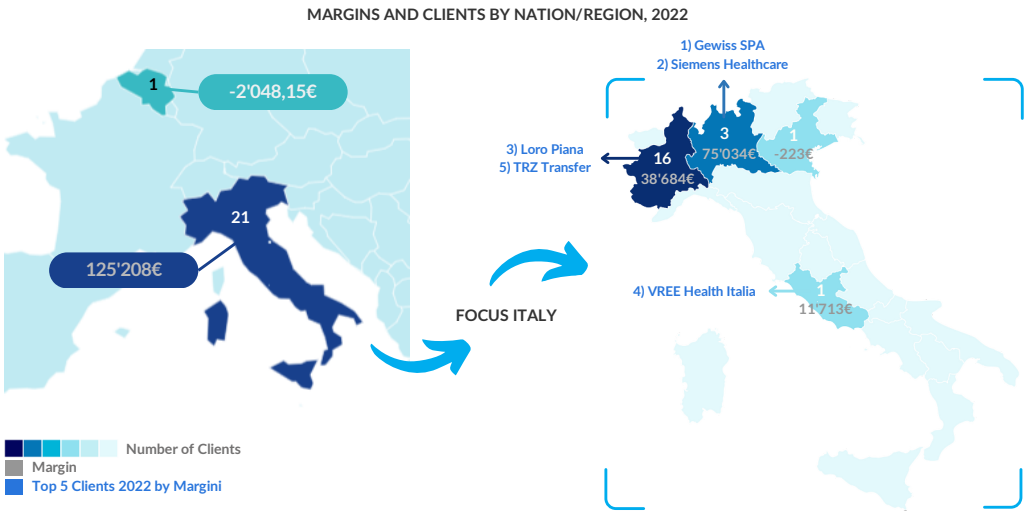 MARGINS AND CLIENTS BY NATION/REGION, 2022
1
-2'048,15€
21
125'208€
FOCUS ITALY
1) Gewiss SPA
2) Siemens Healthcare
3) Loro Piana
5) TRZ Transfer
16
38'684€
3
75'034€
1
-223€
4) VREE Health Italia
1
11'713€
Number of Clients
Margin
Top 5 Clients 2022 by Margini